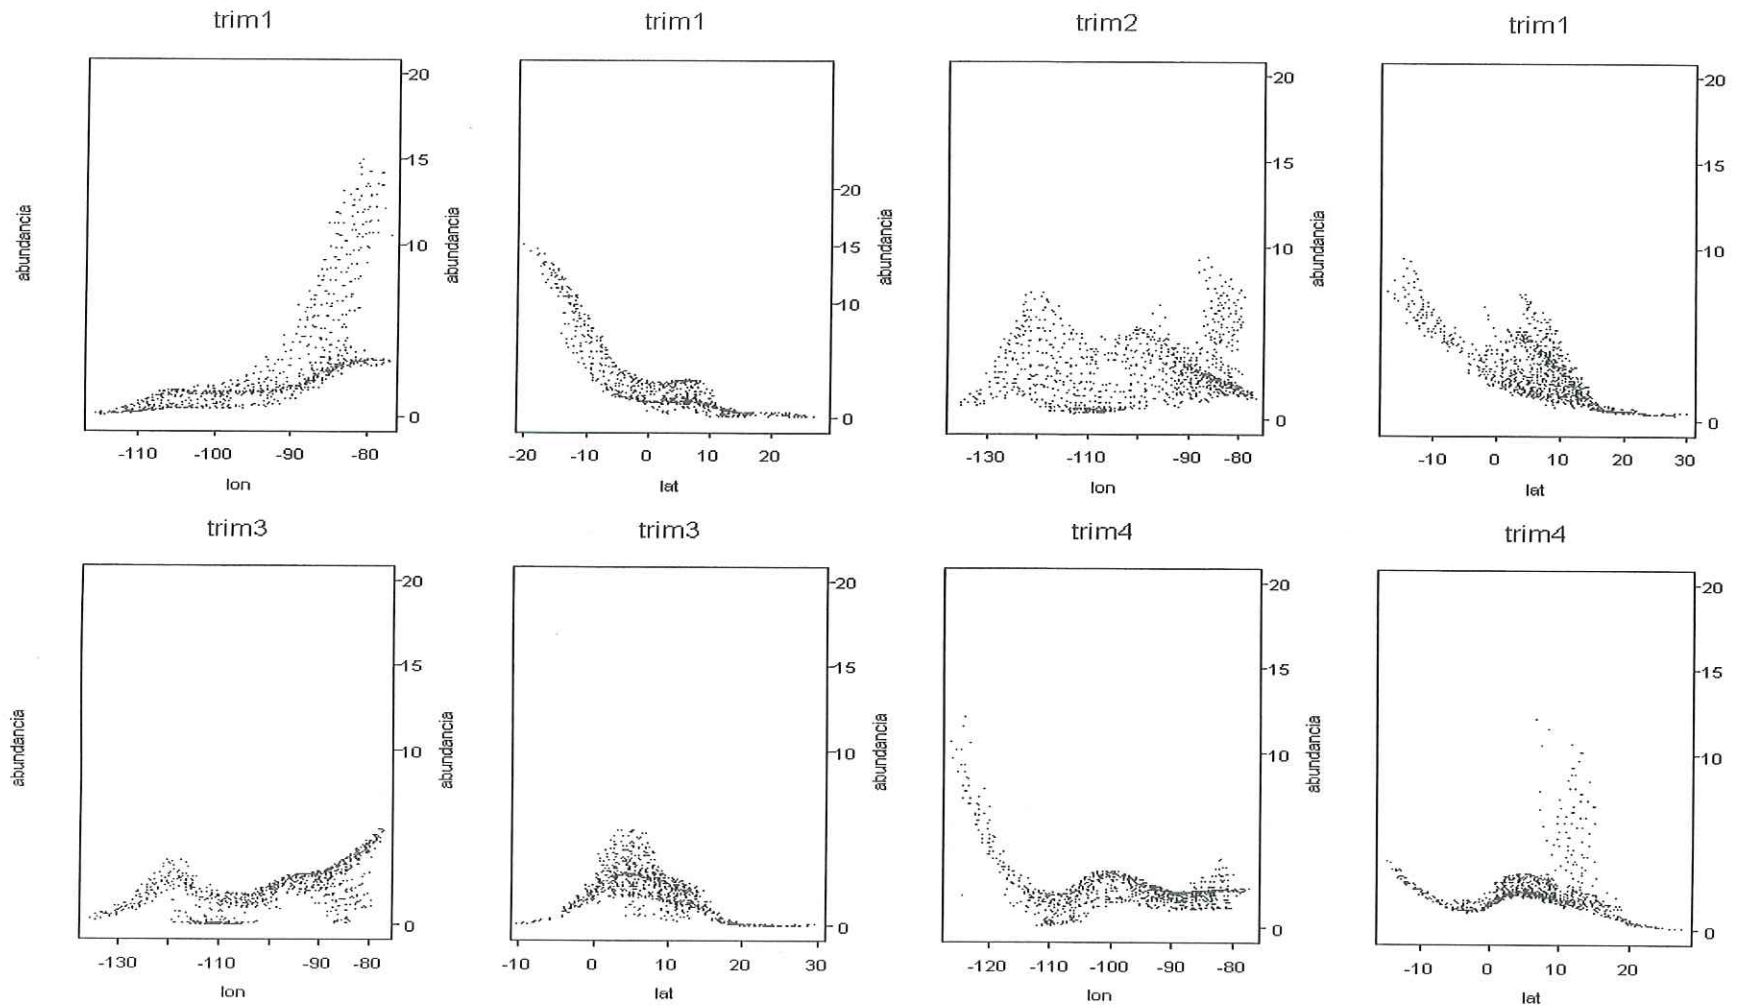 trim1 trim1 trim2 trim1
20 20 20
abundancia 15 abundancia 20 abundancia 15 abundancia 15
10 15 10 10
10
0 0 0 0
-110 -100 -90 -80 -20 -10 0 10 20 -130 -110 -90 -80 -10 0 10 20 30
lon lat lon lat
trim3 trim3 trim4 trim4
20 20 20 20
15 15 15 15
abundancia abundancia abundancia abundancia
10 10 10 10
0 0 0 0
-130 -110 -90 -80 -10 0 10 20 30 -120 -110 -100 -90 -80 -10 0 10 20
lon lat lon lat